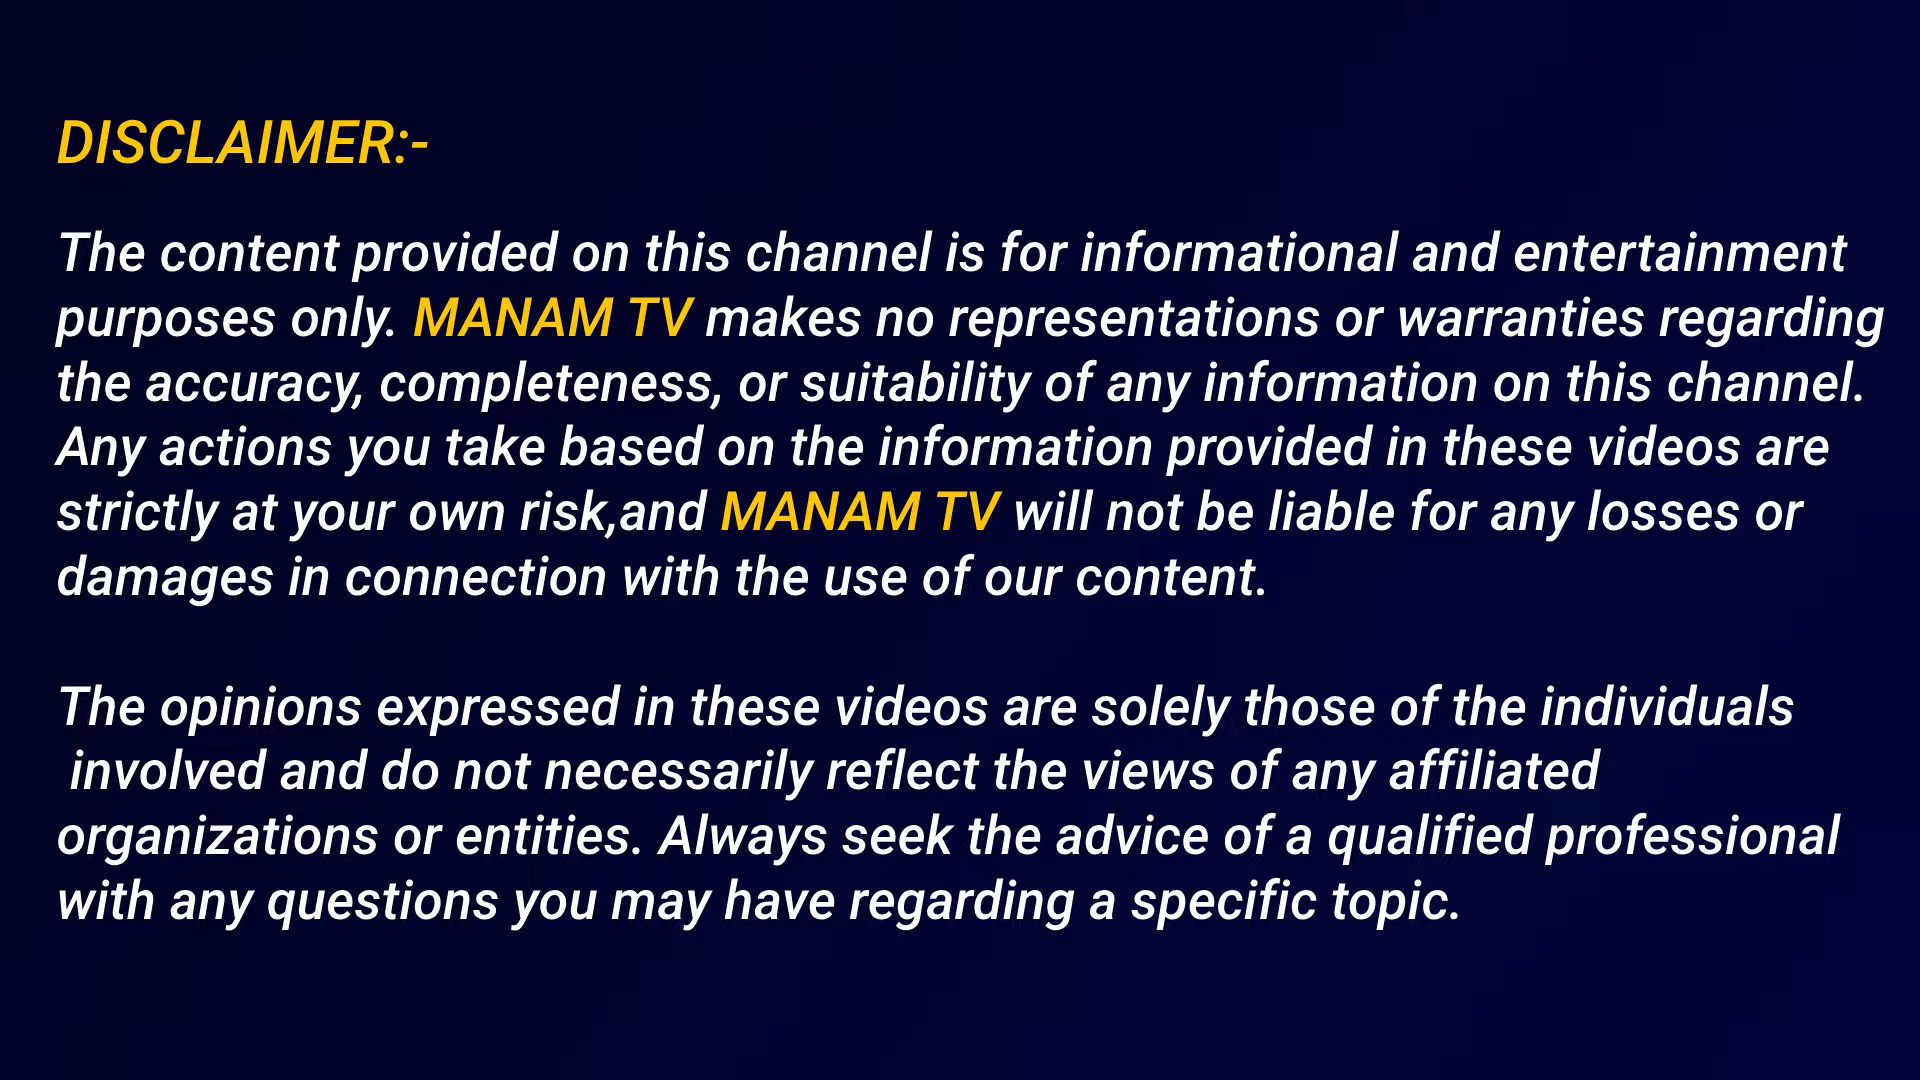 DISCLAIMER:-
The content provided on this channel is for informational and entertainment
purposes only. MANAM TV makes no representations or warranties regarding
the accuracy, completeness, or suitability of any information on this channel.
Any actions you take based on the information provided in these videos are
strictly at your own risk,and MANAM TV will not be liable for any losses or
damages in connection with the use of our content.
The opinions expressed in these videos are solely those of the individuals
involved and do not necessarily reflect the views of any affiliated
organizations or entities. Always seek the advice of a qualified professional
with any questions you may have regarding a specific topic.